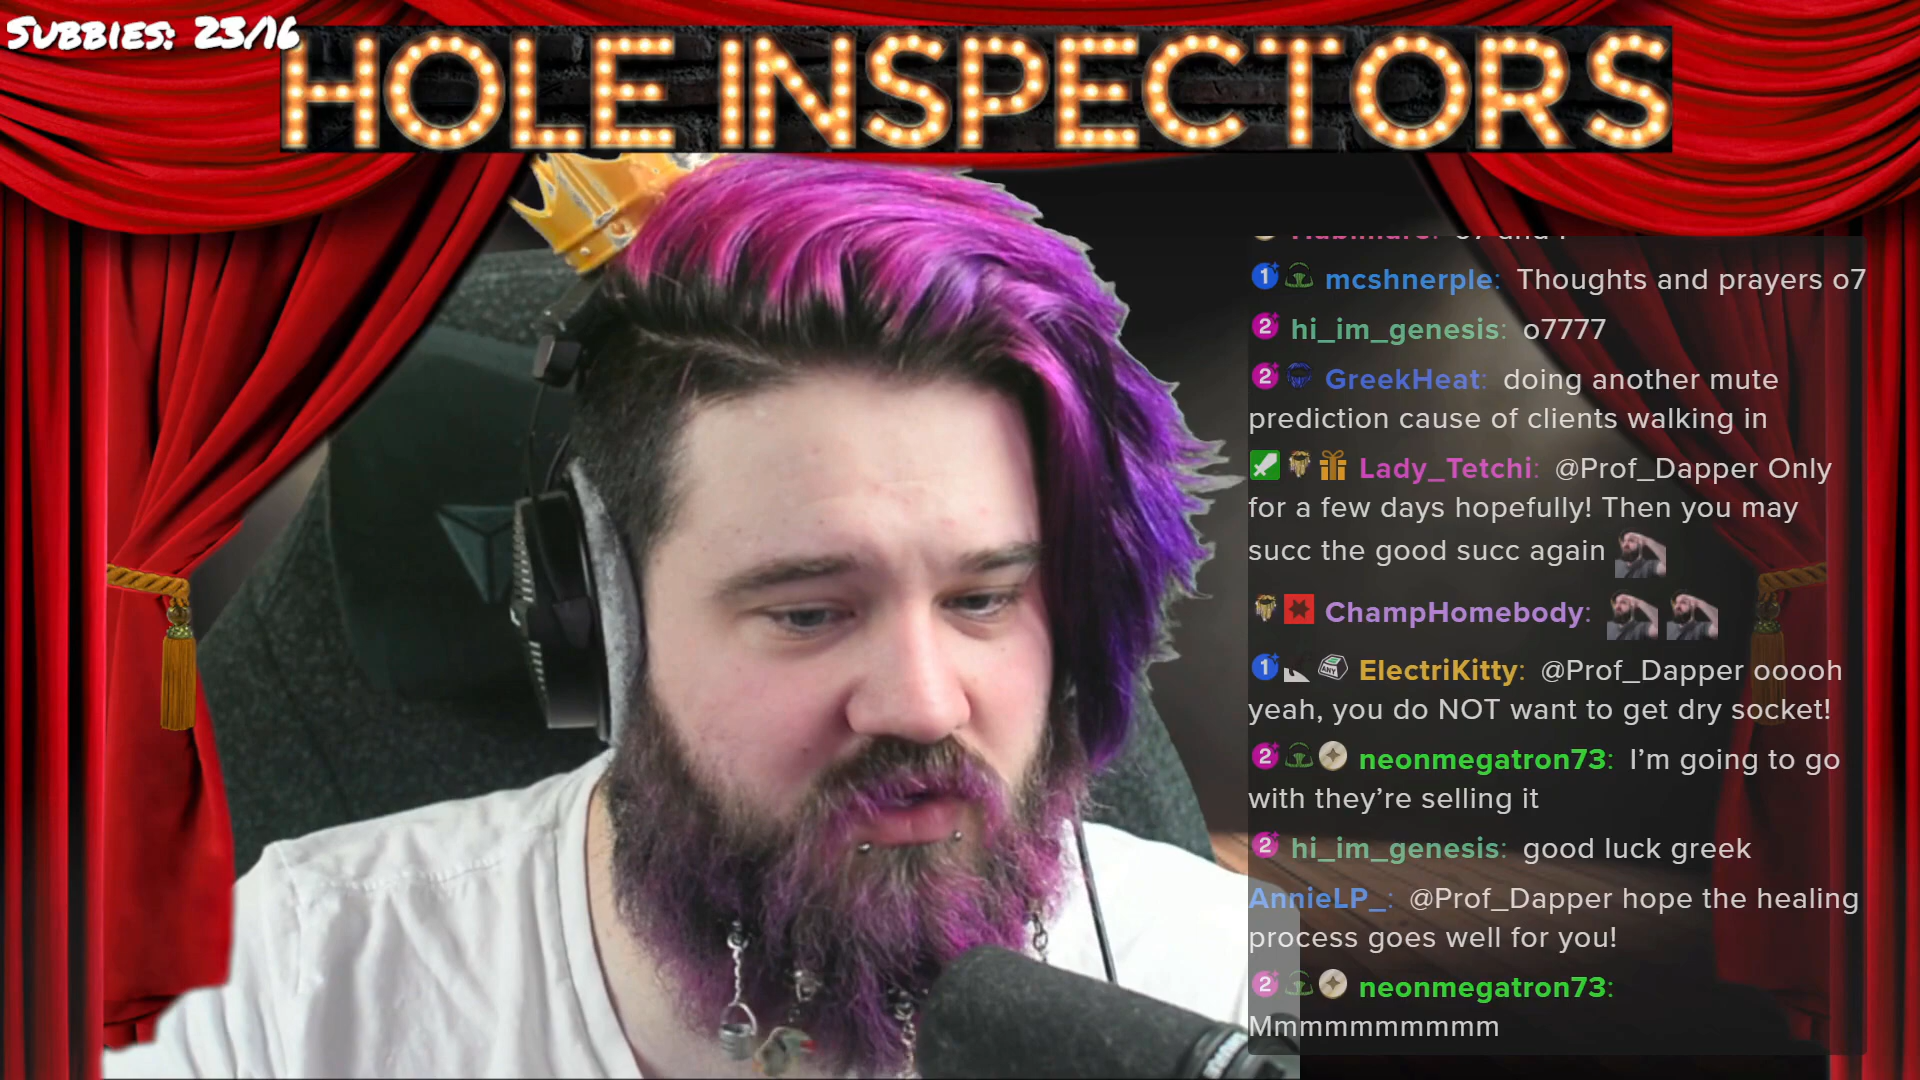 Subbies: 23/16
HOLE INSPECTORS
mcshnerple: Thoughts and prayers o7
hi_im_genesis: o7777
GreekHeat: doing another mute
prediction cause of clients walking in
Lady_Tetchi: @Prof_Dapper Only
for a few days hopefully! Then you may
succ the good succ again
ChampHomebody:
ElectriKitty: @Prof_Dapper ooooh
yeah, you do NOT want to get dry socket!
neonmegatron73: I’m going to go
with they’re selling it
hi_im_genesis: good luck greek
AnnieLP_: @Prof_Dapper hope the healing
process goes well for you!
neonmegatron73:
Mmmmmmmmmm